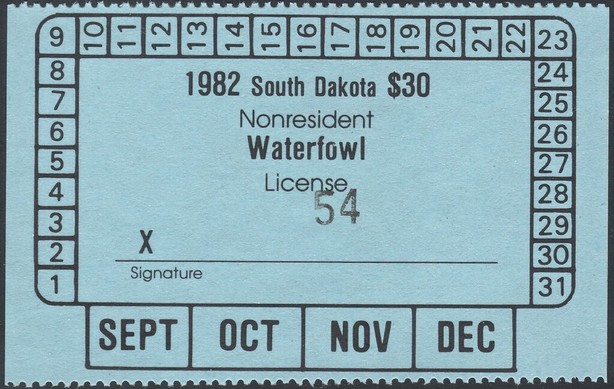 9 10 11 12 13 14 15 16 17 18 19 20 21 22 23
8 24
7 25
6 26
5 27
4 28
3 29
2 30
1 31
1982 South Dakota $30
Nonresident
Waterfowl
License
54
X
Signature
SEPT OCT NOV DEC